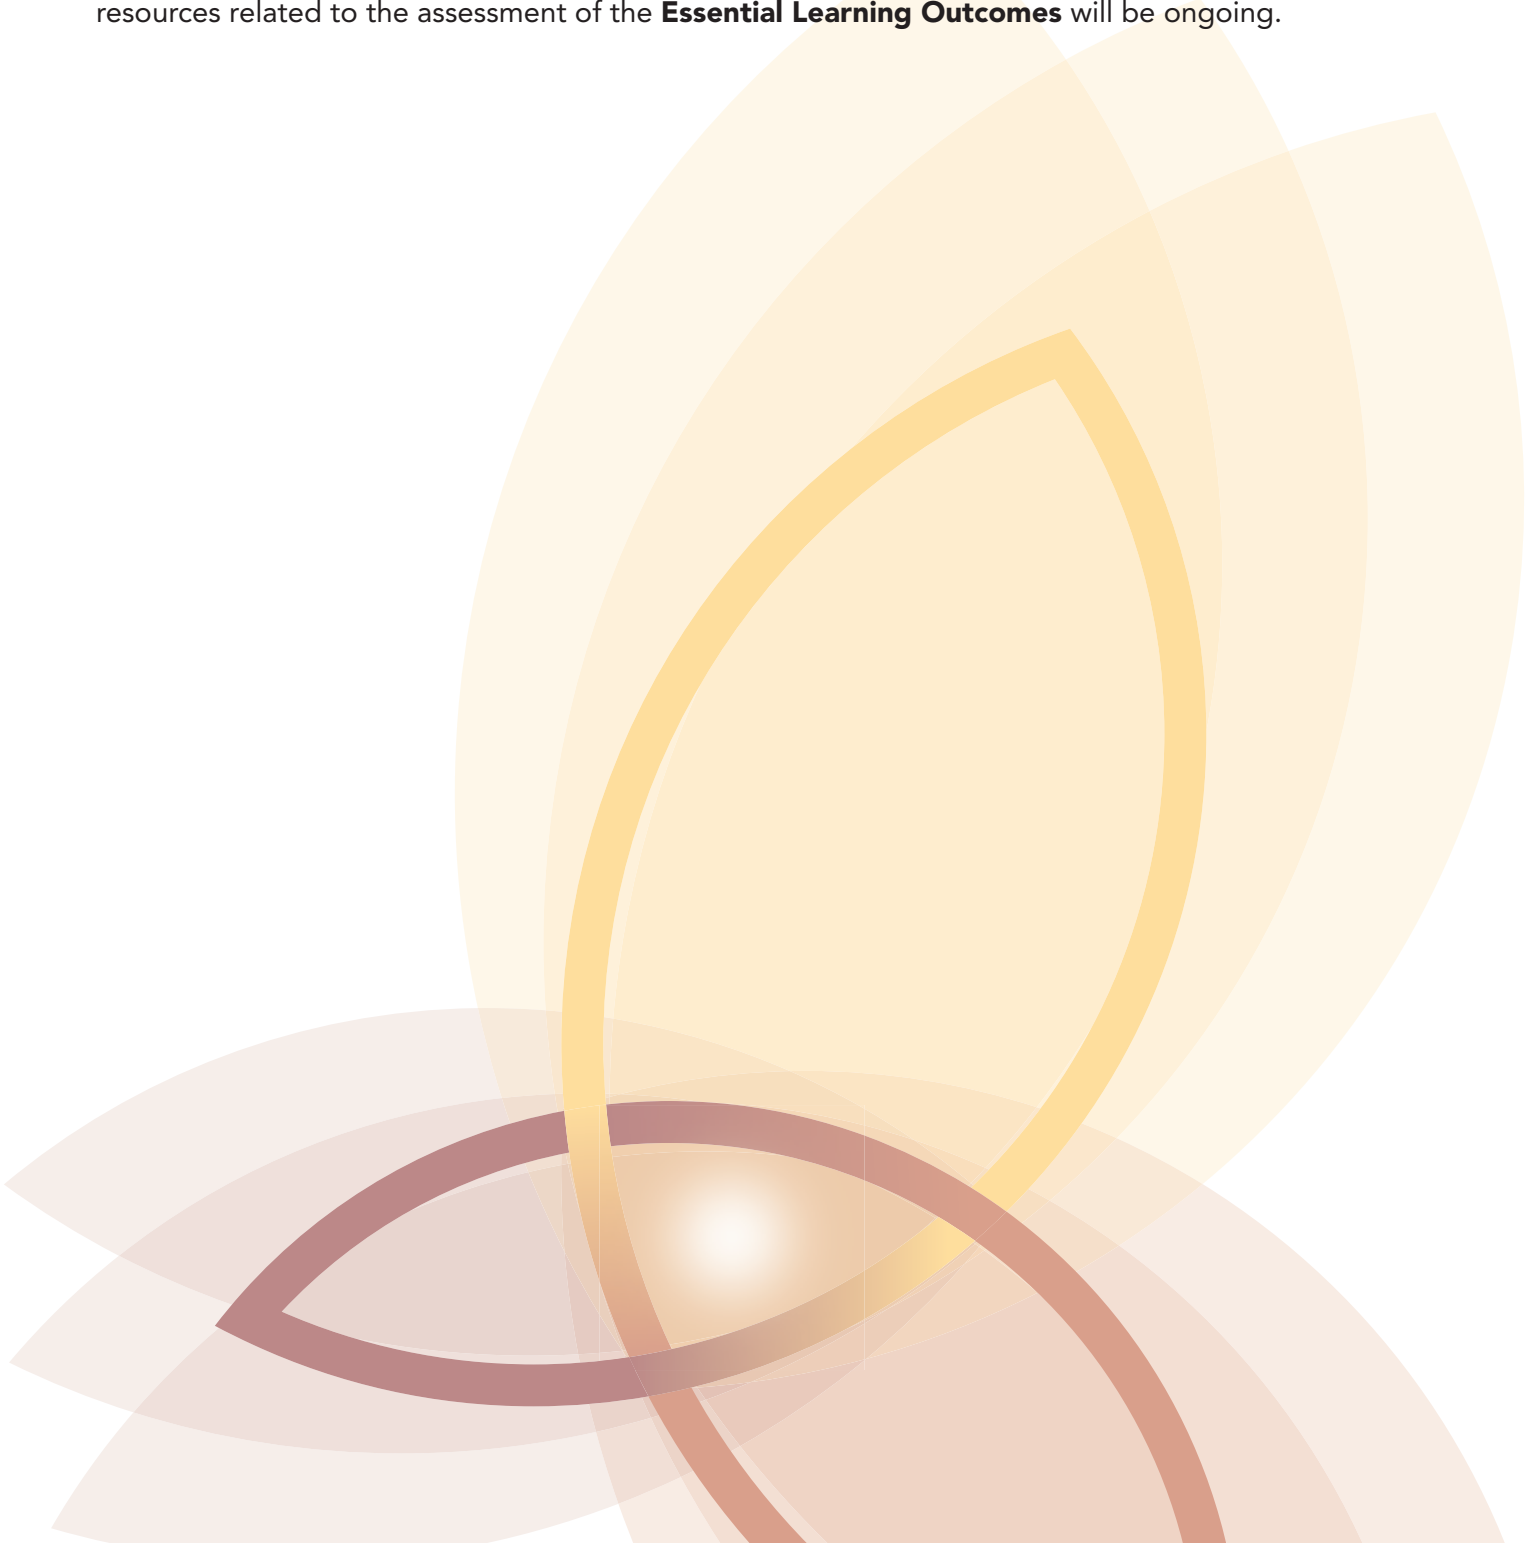 resources related to the assessment of the Essential Learning Outcomes will be ongoing.